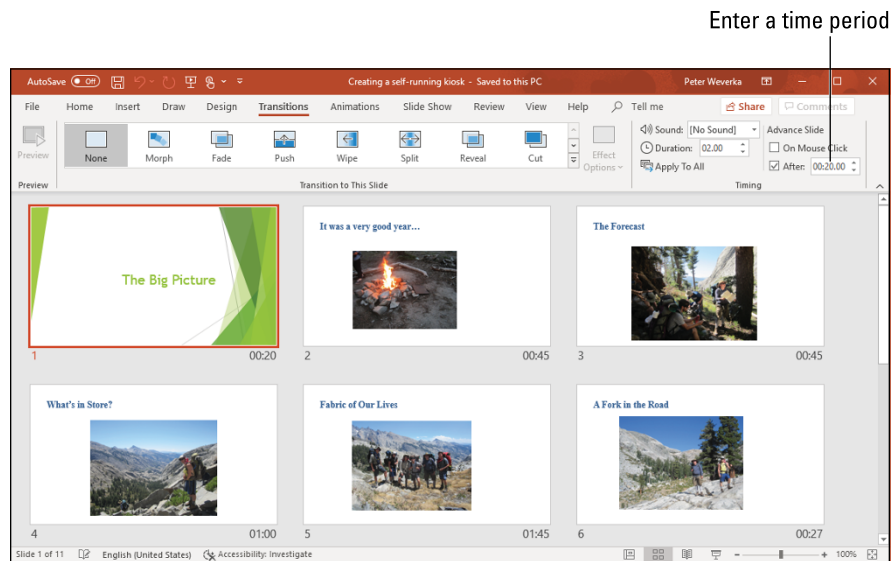 Enter a time period
AutoSave Off Creating a self-running kiosk - Saved to this PC Peter Weverka
File Home Insert Draw Design Transitions Animations Slide Show Review View Help Tell me Share Comments
Preview None Morph Fade Push Wipe Split Reveal Cut Effect Options
Sound: [No Sound] Advance Slide
Duration: 02.00 On Mouse Click
Apply To All After: 00:20.00
Preview Transition to This Slide Timing
The Big Picture
1 00:20
It was a very good year…
2 00:45
The Forecast
3 00:45
What's in Store?
4 01:00
Fabric of Our Lives
5 01:45
A Fork in the Road
6 00:27
Slide 1 of 11 English (United States) Accessibility: Investigate 100%